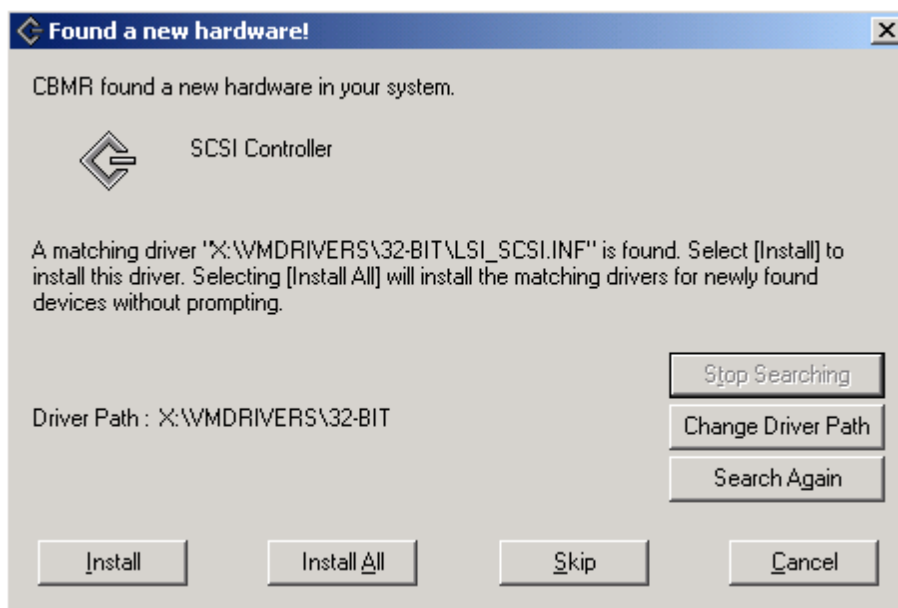 Found a new hardware!
CBMR found a new hardware in your system.
SCSI Controller
A matching driver "X:\VMDRIVERS\32-BIT\LSI_SCSI.INF" is found. Select [Install] to
install this driver. Selecting [Install All] will install the matching drivers for newly found
devices without prompting.
Stop Searching
Driver Path : X:\VMDRIVERS\32-BIT
Change Driver Path
Search Again
Install
Install All
Skip
Cancel